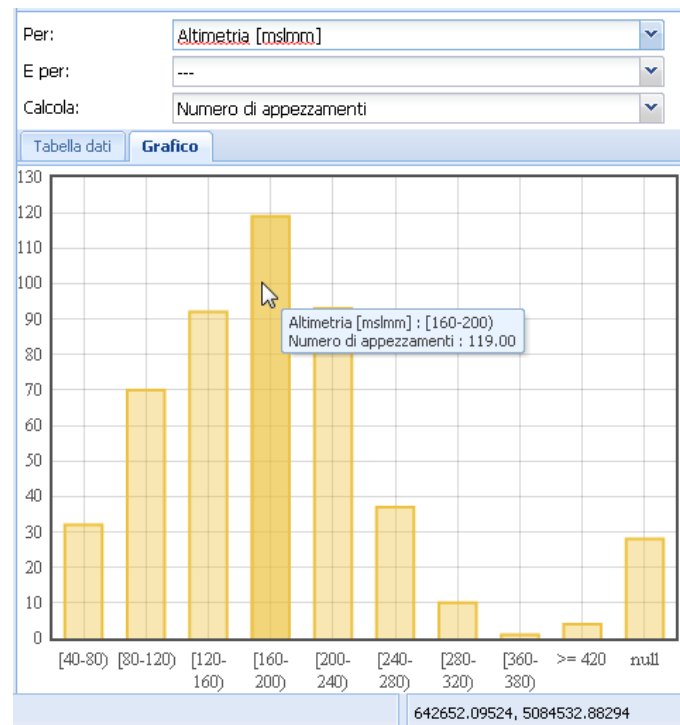 Per: Altimetria [mslmm]
E per: ---
Calcola: Numero di appezzamenti
Tabella dati Grafico
130
120
110
100
90
80
70
60
50
40
30
20
10
0
Altimetria [mslmm] : [160-200)
Numero di appezzamenti : 119.00
[40-80) [80-120) [120-160) [160-200) [200-240) [240-280) [280-320) [360-380) >= 420 null
642652.09524, 5084532.88294